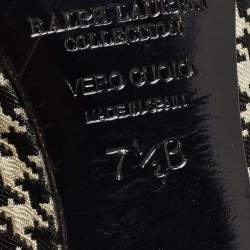 RALPH LAUREN
COLLECTION
VERO CUOIO
MADE IN SPAIN
7½B